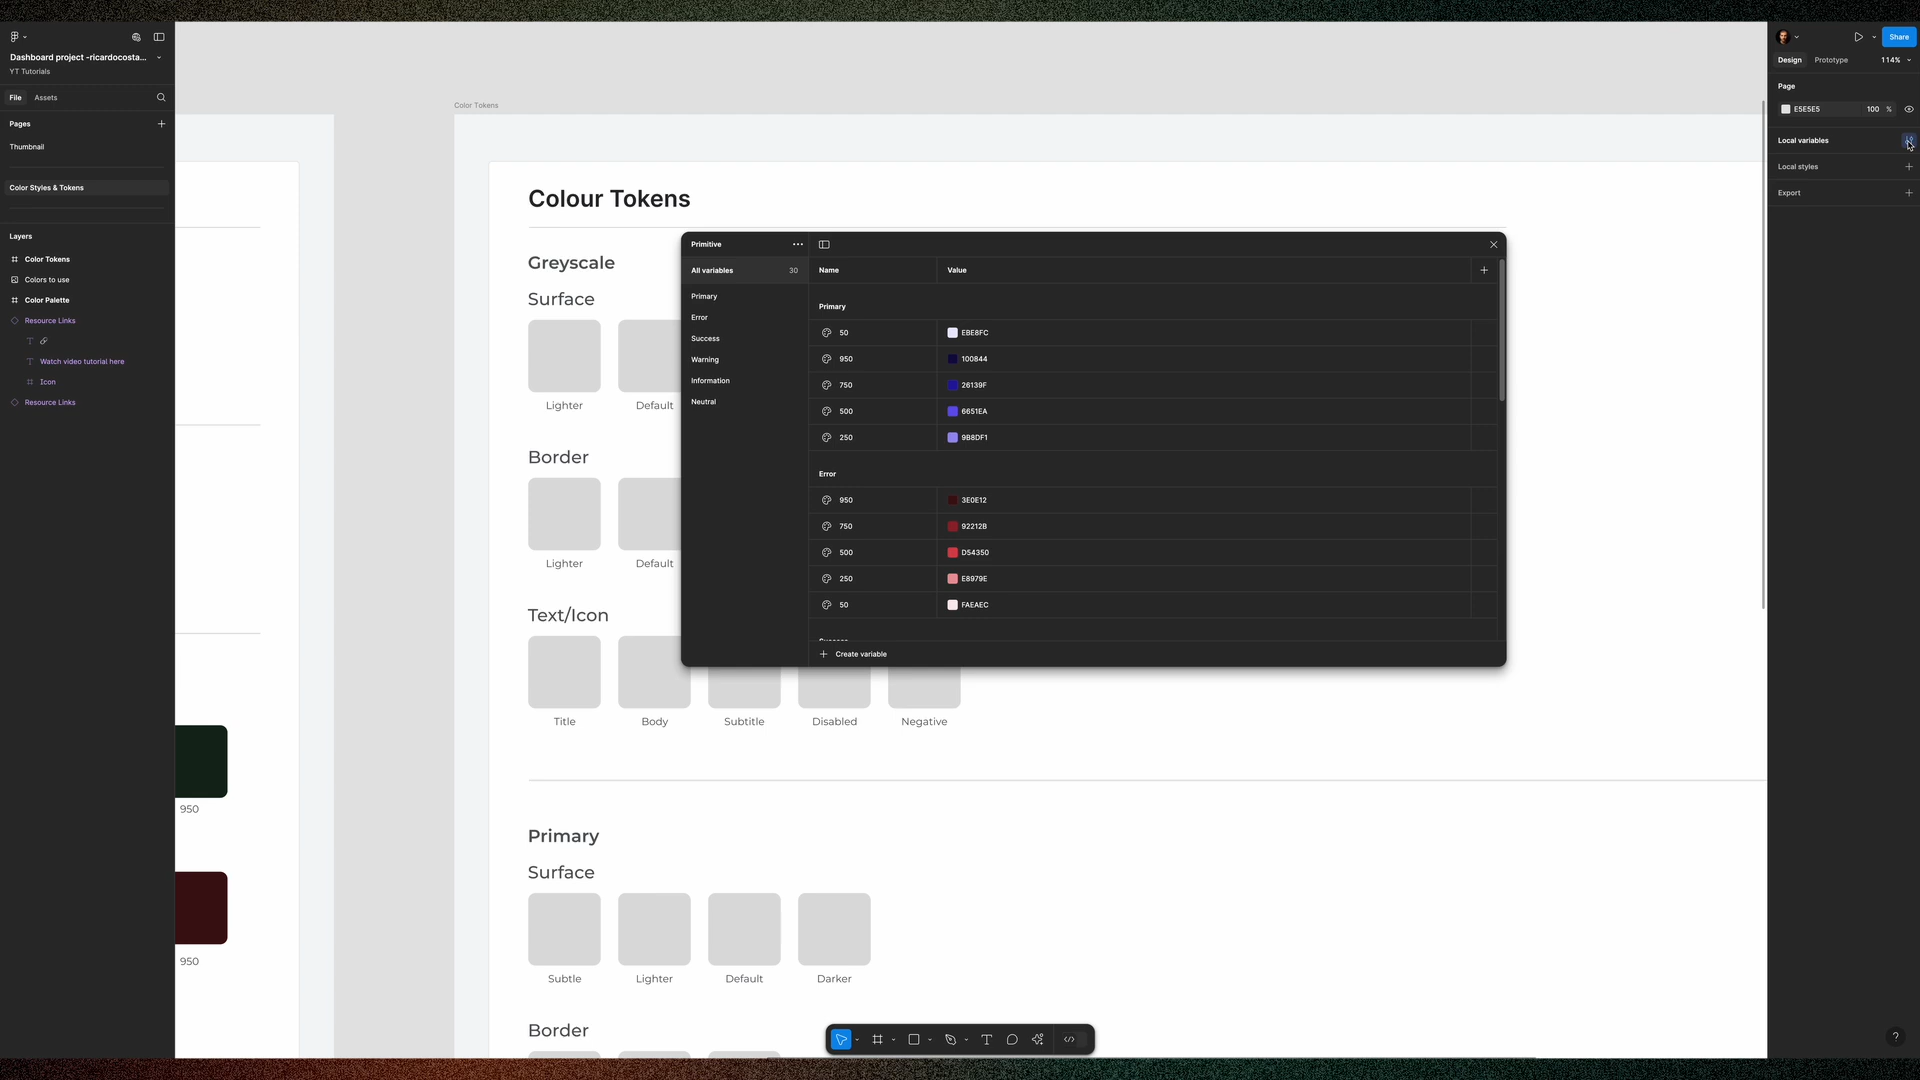 Dashboard project -ricardocosta...
YT Tutorials
File
Assets
Pages
Thumbnail
Color Styles & Tokens
Layers
Color Tokens
Colors to use
Color Palette
Resource Links
Watch video tutorial here
Icon
Resource Links
950
950
Color Tokens
Colour Tokens
Greyscale
Surface
Lighter
Default
Border
Lighter
Default
Text/Icon
Title
Body
Subtitle
Disabled
Negative
Primary
Surface
Subtle
Lighter
Default
Darker
Border
Primitive
All variables
30
Primary
Error
Success
Warning
Information
Neutral
Name
Value
Primary
50
EBE8FC
950
100844
750
26139F
500
6651EA
250
9B8DF1
Error
950
3E0E12
750
92212B
500
D54350
250
E8979E
50
FAEAEC
Success
Create variable
Share
Design
Prototype
114%
Page
E5E5E5
100
%
Local variables
Local styles
Export
?